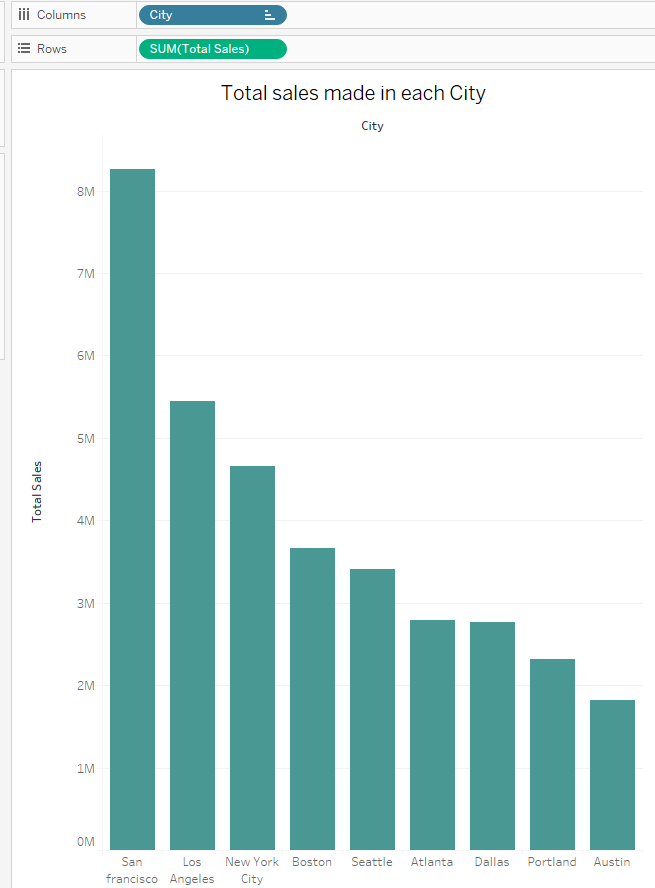 Columns
City
Rows
SUM(Total Sales)
Total sales made in each City
City
Total Sales
8M
7M
6M
5M
4M
3M
2M
1M
0M
San
francisco
Los
Angeles
New York
City
Boston
Seattle
Atlanta
Dallas
Portland
Austin